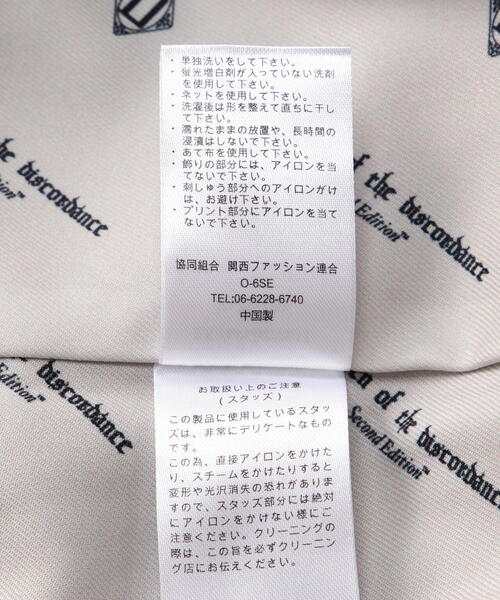 ・単独洗いをして下さい。
・蛍光増白剤が入っていない洗剤
を使用して下さい。
・ネットを使用して下さい。
・洗濯後は形を整えて直ちに干し
て下さい。
・濡れたままの放置や、長時間の
浸漬はしないで下さい。
・あて布を使用して下さい。
・飾りの部分には、アイロンを当
てないで下さい。
・刺しゅう部分へのアイロンがけ
は、お避け下さい。
・プリント部分にアイロンを当て
ないで下さい。
協同組合 関西ファッション連合
O-6SE
TEL:06-6228-6740
中国製
of the discordance
Edition™
of the discordance
Second Edition™
お取扱い上のご注意
(スタッズ)
この製品に使用しているスタッ
ズは、非常にデリケートなもの
です。
この為、直接アイロンをかけた
り、スチームをかけたりすると
変形や光沢消失の恐れがありま
すので、スタッズ部分には絶対
にアイロンをかけない様にご
注意ください。クリーニングの
際は、この旨を必ずクリーニン
グ店にお伝えください。
discordance
Edition™
of the discordance
Second Edition™